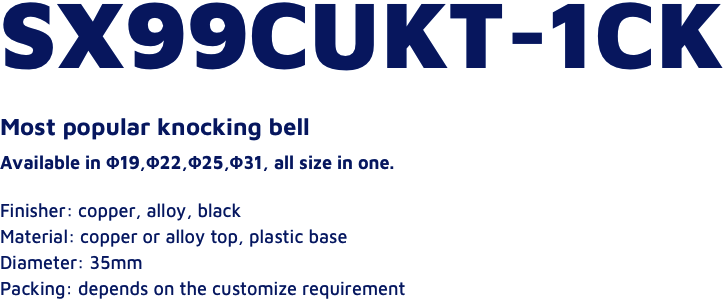 SX99CUKT-1CK
Most popular knocking bell
Available in Φ19,Φ22,Φ25,Φ31, all size in one.
Finisher: copper, alloy, black
Material: copper or alloy top, plastic base
Diameter: 35mm
Packing: depends on the customize requirement